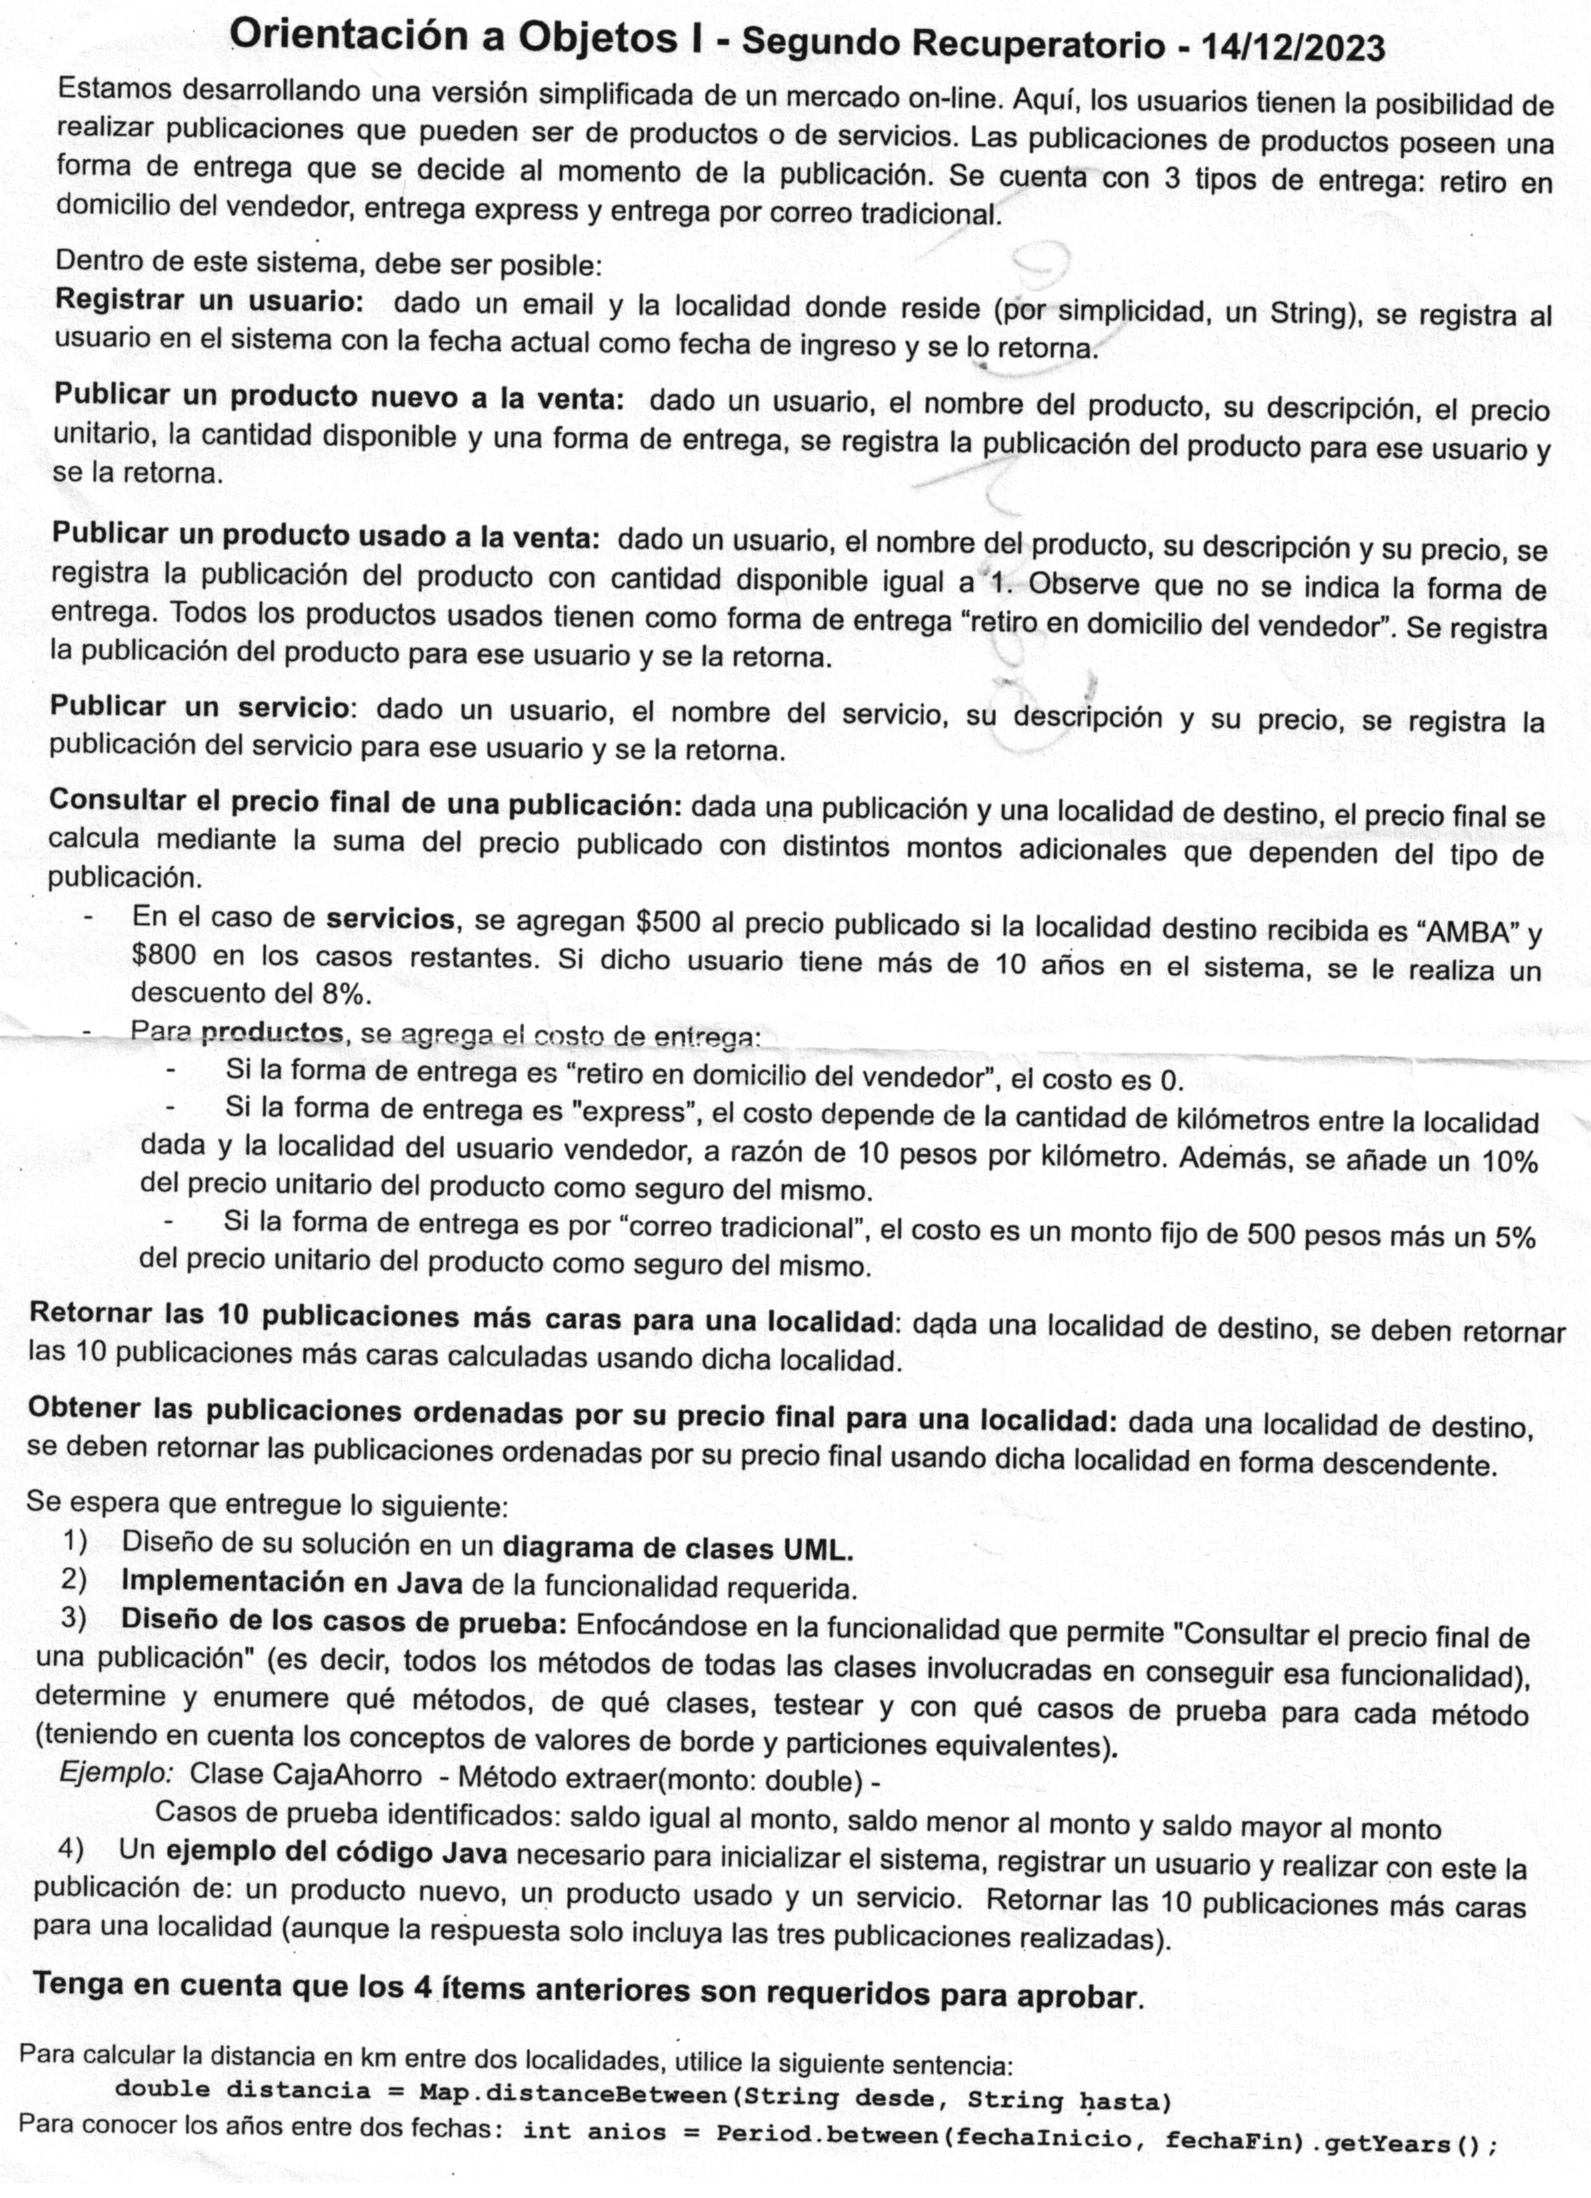 Orientación a Objetos I - Segundo Recuperatorio - 14/12/2023
Estamos desarrollando una versión simplificada de un mercado on-line. Aquí, los usuarios tienen la posibilidad de
realizar publicaciones que pueden ser de productos o de servicios. Las publicaciones de productos poseen una
forma de entrega que se decide al momento de la publicación. Se cuenta con 3 tipos de entrega: retiro en
domicilio del vendedor, entrega express y entrega por correo tradicional.
Dentro de este sistema, debe ser posible:
Registrar un usuario: dado un email y la localidad donde reside (por simplicidad, un String), se registra al
usuario en el sistema con la fecha actual como fecha de ingreso y se lo retorna.
Publicar un producto nuevo a la venta: dado un usuario, el nombre del producto, su descripción, el precio
unitario, la cantidad disponible y una forma de entrega, se registra la publicación del producto para ese usuario y
se la retorna.
Publicar un producto usado a la venta: dado un usuario, el nombre del producto, su descripción y su precio, se
registra la publicación del producto con cantidad disponible igual a 1. Observe que no se indica la forma de
entrega. Todos los productos usados tienen como forma de entrega “retiro en domicilio del vendedor”. Se registra
la publicación del producto para ese usuario y se la retorna.
Publicar un servicio: dado un usuario, el nombre del servicio, su descripción y su precio, se registra la
publicación del servicio para ese usuario y se la retorna.
Consultar el precio final de una publicación: dada una publicación y una localidad de destino, el precio final se
calcula mediante la suma del precio publicado con distintos montos adicionales que dependen del tipo de
publicación.
- En el caso de servicios, se agregan $500 al precio publicado si la localidad destino recibida es “AMBA” y
$800 en los casos restantes. Si dicho usuario tiene más de 10 años en el sistema, se le realiza un
descuento del 8%.
- Para productos, se agrega el costo de entrega:
- Si la forma de entrega es “retiro en domicilio del vendedor”, el costo es 0.
- Si la forma de entrega es "express”, el costo depende de la cantidad de kilómetros entre la localidad
dada y la localidad del usuario vendedor, a razón de 10 pesos por kilómetro. Además, se añade un 10%
del precio unitario del producto como seguro del mismo.
- Si la forma de entrega es por “correo tradicional”, el costo es un monto fijo de 500 pesos más un 5%
del precio unitario del producto como seguro del mismo.
Retornar las 10 publicaciones más caras para una localidad: dada una localidad de destino, se deben retornar
las 10 publicaciones más caras calculadas usando dicha localidad.
Obtener las publicaciones ordenadas por su precio final para una localidad: dada una localidad de destino,
se deben retornar las publicaciones ordenadas por su precio final usando dicha localidad en forma descendente.
Se espera que entregue lo siguiente:
1) Diseño de su solución en un diagrama de clases UML.
2) Implementación en Java de la funcionalidad requerida.
3) Diseño de los casos de prueba: Enfocándose en la funcionalidad que permite "Consultar el precio final de
una publicación" (es decir, todos los métodos de todas las clases involucradas en conseguir esa funcionalidad),
determine y enumere qué métodos, de qué clases, testear y con qué casos de prueba para cada método
(teniendo en cuenta los conceptos de valores de borde y particiones equivalentes).
Ejemplo: Clase CajaAhorro - Método extraer(monto: double) -
Casos de prueba identificados: saldo igual al monto, saldo menor al monto y saldo mayor al monto
4) Un ejemplo del código Java necesario para inicializar el sistema, registrar un usuario y realizar con este la
publicación de: un producto nuevo, un producto usado y un servicio. Retornar las 10 publicaciones más caras
para una localidad (aunque la respuesta solo incluya las tres publicaciones realizadas).
Tenga en cuenta que los 4 ítems anteriores son requeridos para aprobar.
Para calcular la distancia en km entre dos localidades, utilice la siguiente sentencia:
double distancia = Map.distanceBetween(String desde, String hasta)
Para conocer los años entre dos fechas: int anios = Period.between(fechaInicio, fechaFin).getYears();